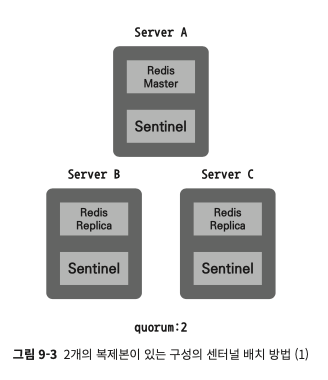 Server A
Redis
Master
Sentinel
Server B
Server C
Redis
Replica
Sentinel
Redis
Replica
Sentinel
quorum:2
그림 9-3 2개의 복제본이 있는 구성의 센터널 배치 방법 (1)